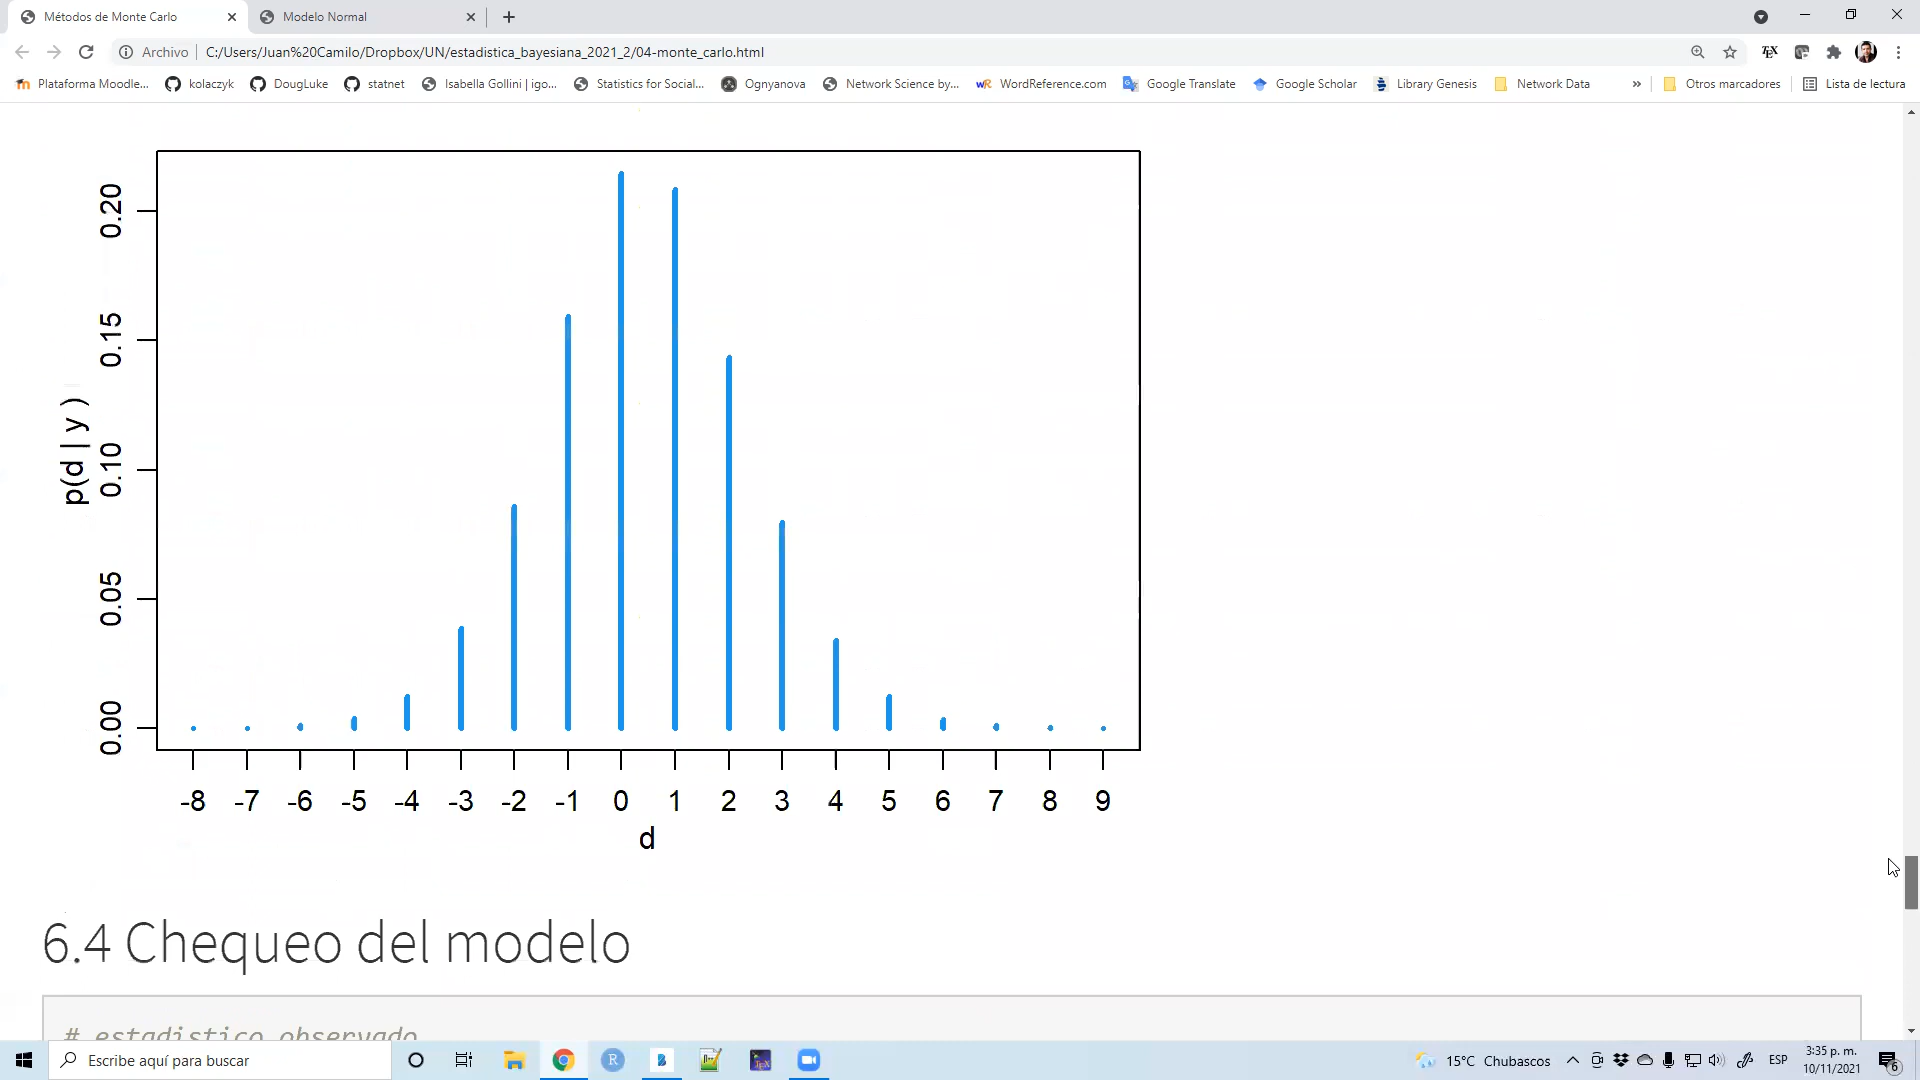 Métodos de Monte Carlo
Modelo Normal
Archivo C:/Users/Juan%20Camilo/Dropbox/UN/estadistica_bayesiana_2021_2/04-monte_carlo.html
Plataforma Moodle... kolaczyk DougLuke statnet Isabella Gollini | igo... Statistics for Social... Ognyanova Network Science by... WordReference.com Google Translate Google Scholar Library Genesis Network Data » Otros marcadores Lista de lectura
0.20
0.15
0.10
0.05
0.00
p(d | y )
-8 -7 -6 -5 -4 -3 -2 -1 0 1 2 3 4 5 6 7 8 9
d
6.4 Chequeo del modelo
# estadistico observado
Escribe aquí para buscar
15°C Chubascos
ESP
3:35 p. m.
10/11/2021
6